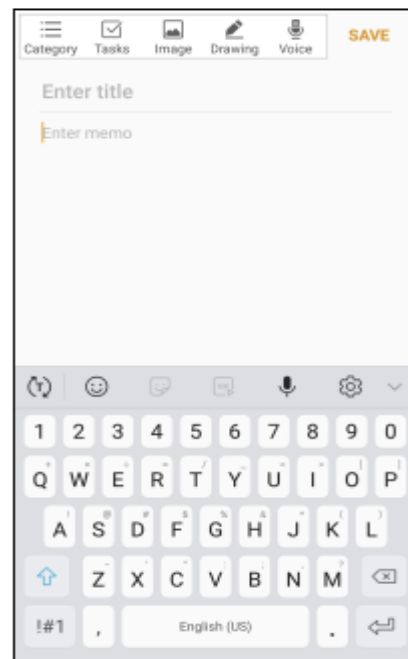 Category Tasks Image Drawing Voice SAVE
Enter title
Enter memo
1 2 3 4 5 6 7 8 9 0
Q W E R T Y U I O P
A S D F G H J K L
Z X C V B N M
!#1 , English (US) .